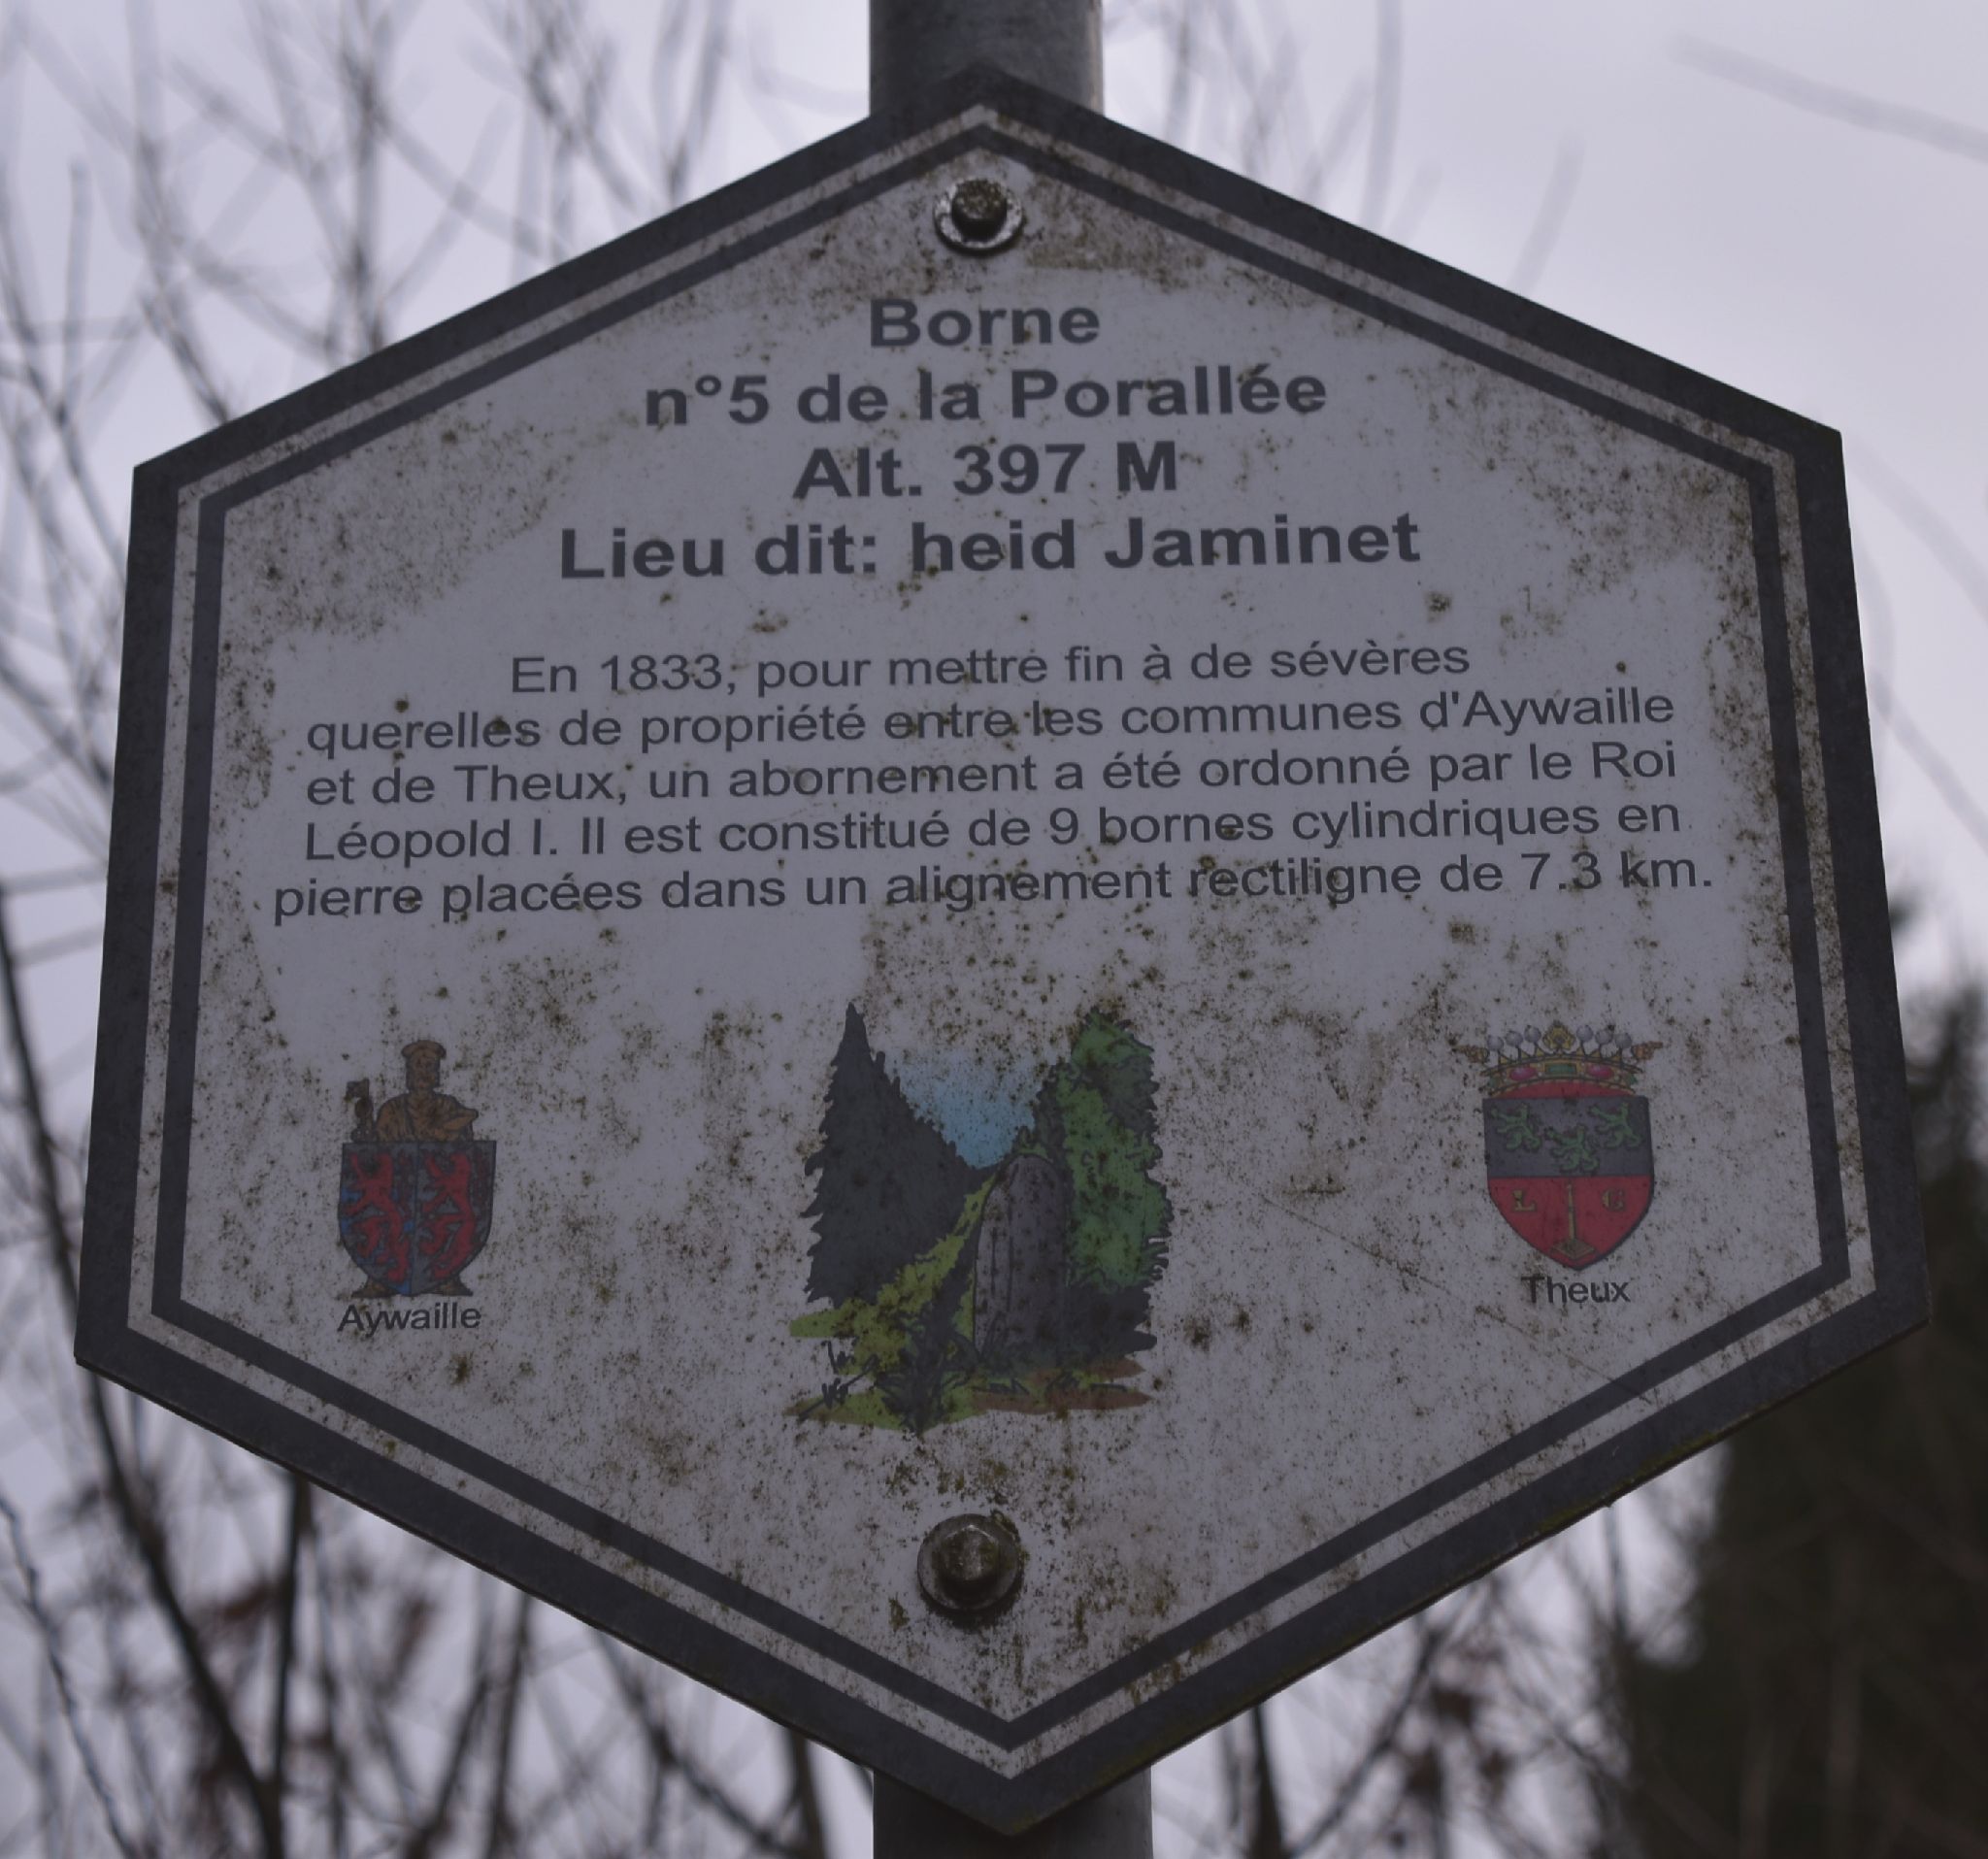 Borne
n°5 de la Porallée
Alt. 397 M
Lieu dit: heid Jaminet
En 1833, pour mettre fin à de sévères
querelles de propriété entre les communes d'Aywaille
et de Theux, un abornement a été ordonné par le Roi
Léopold I. Il est constitué de 9 bornes cylindriques en
pierre placées dans un alignement rectiligne de 7.3 km.
L G
Aywaille
Theux